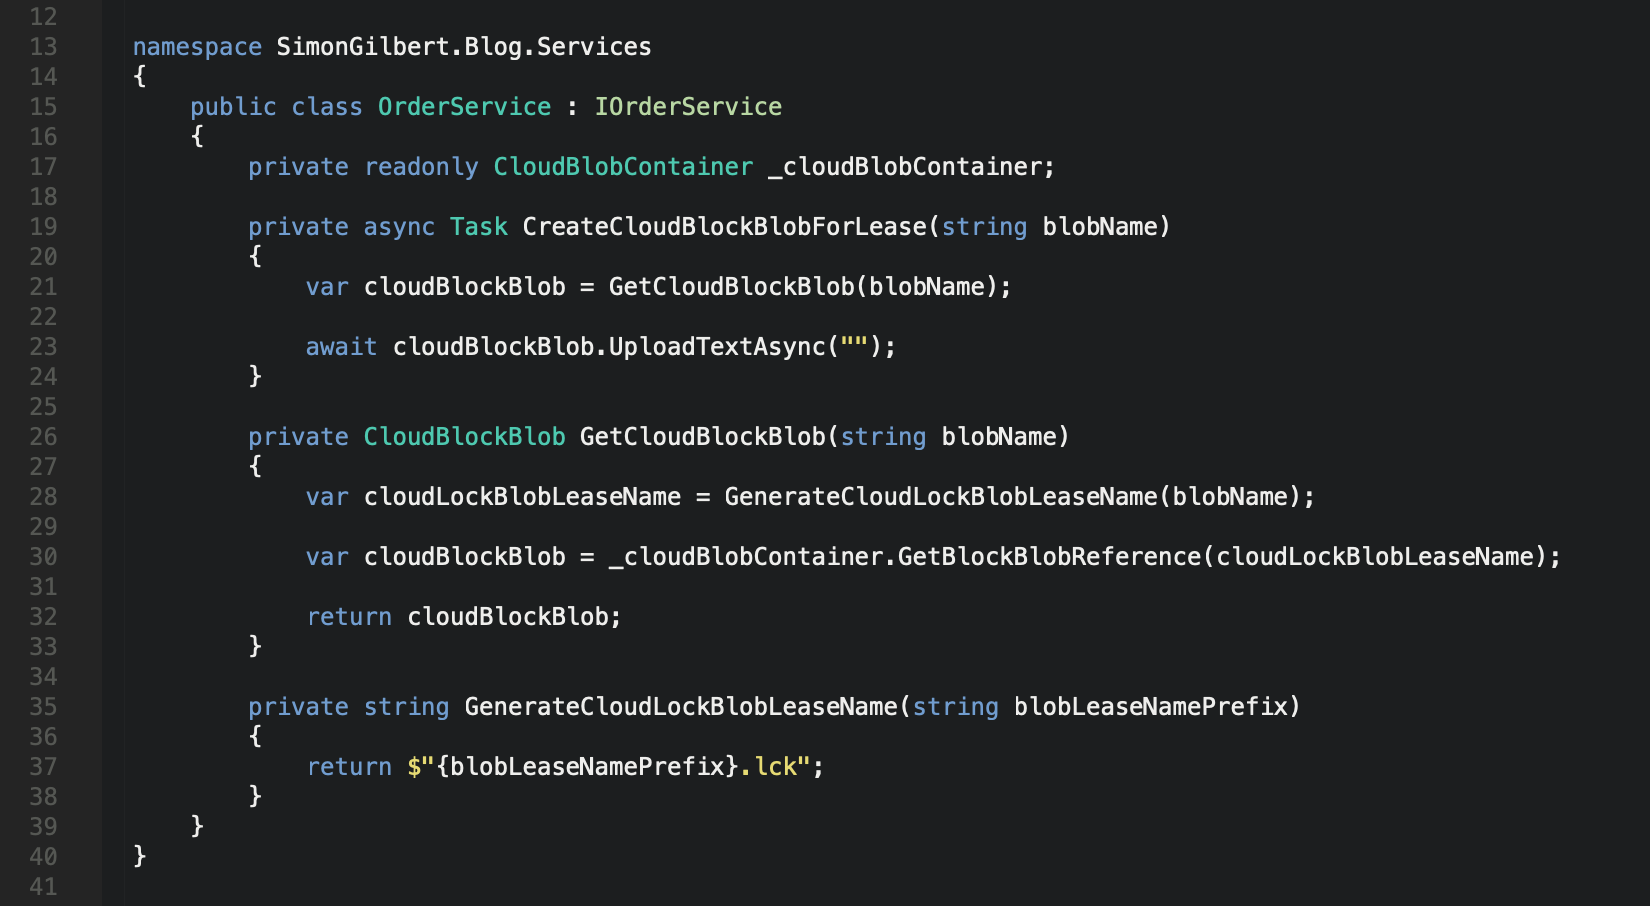 12
13 namespace SimonGilbert.Blog.Services
14 {
15     public class OrderService : IOrderService
16     {
17         private readonly CloudBlobContainer _cloudBlobContainer;
18
19         private async Task CreateCloudBlockBlobForLease(string blobName)
20         {
21             var cloudBlockBlob = GetCloudBlockBlob(blobName);
22
23             await cloudBlockBlob.UploadTextAsync("");
24         }
25
26         private CloudBlockBlob GetCloudBlockBlob(string blobName)
27         {
28             var cloudLockBlobLeaseName = GenerateCloudLockBlobLeaseName(blobName);
29
30             var cloudBlockBlob = _cloudBlobContainer.GetBlockBlobReference(cloudLockBlobLeaseName);
31
32             return cloudBlockBlob;
33         }
34
35         private string GenerateCloudLockBlobLeaseName(string blobLeaseNamePrefix)
36         {
37             return $"{blobLeaseNamePrefix}.lck";
38         }
39     }
40 }
41